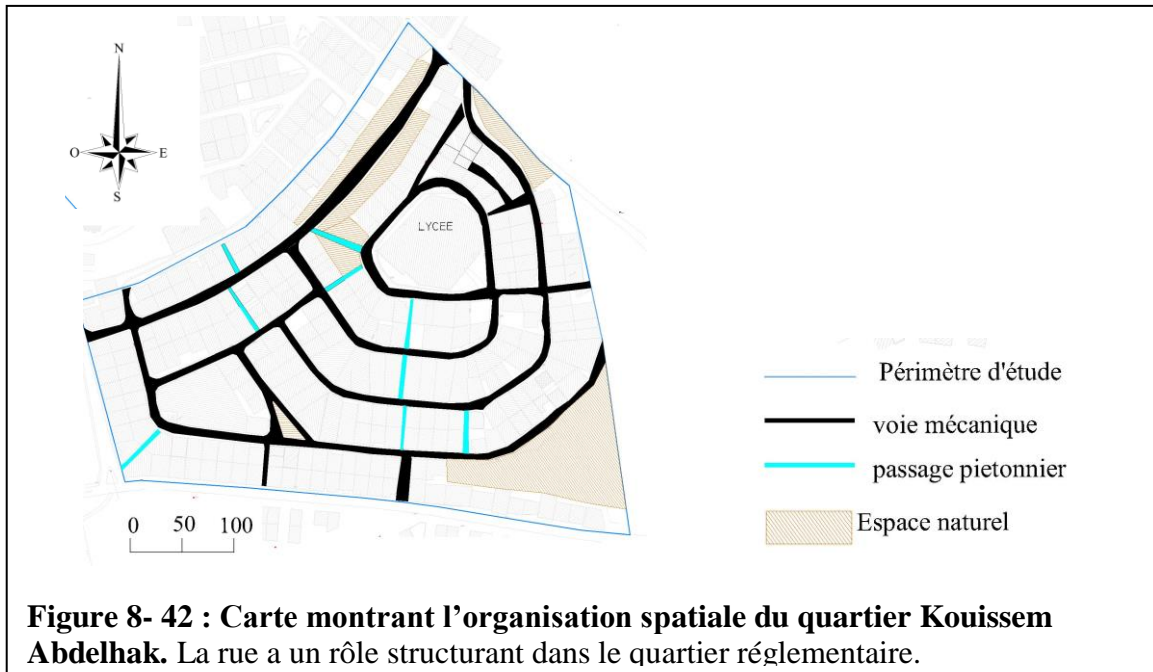 N
O
E
S
LYCEE
Périmètre d'étude
voie mécanique
passage pietonnier
Espace naturel
0 50 100
Figure 8- 42 : Carte montrant l’organisation spatiale du quartier Kouissem
Abdelhak. La rue a un rôle structurant dans le quartier réglementaire.